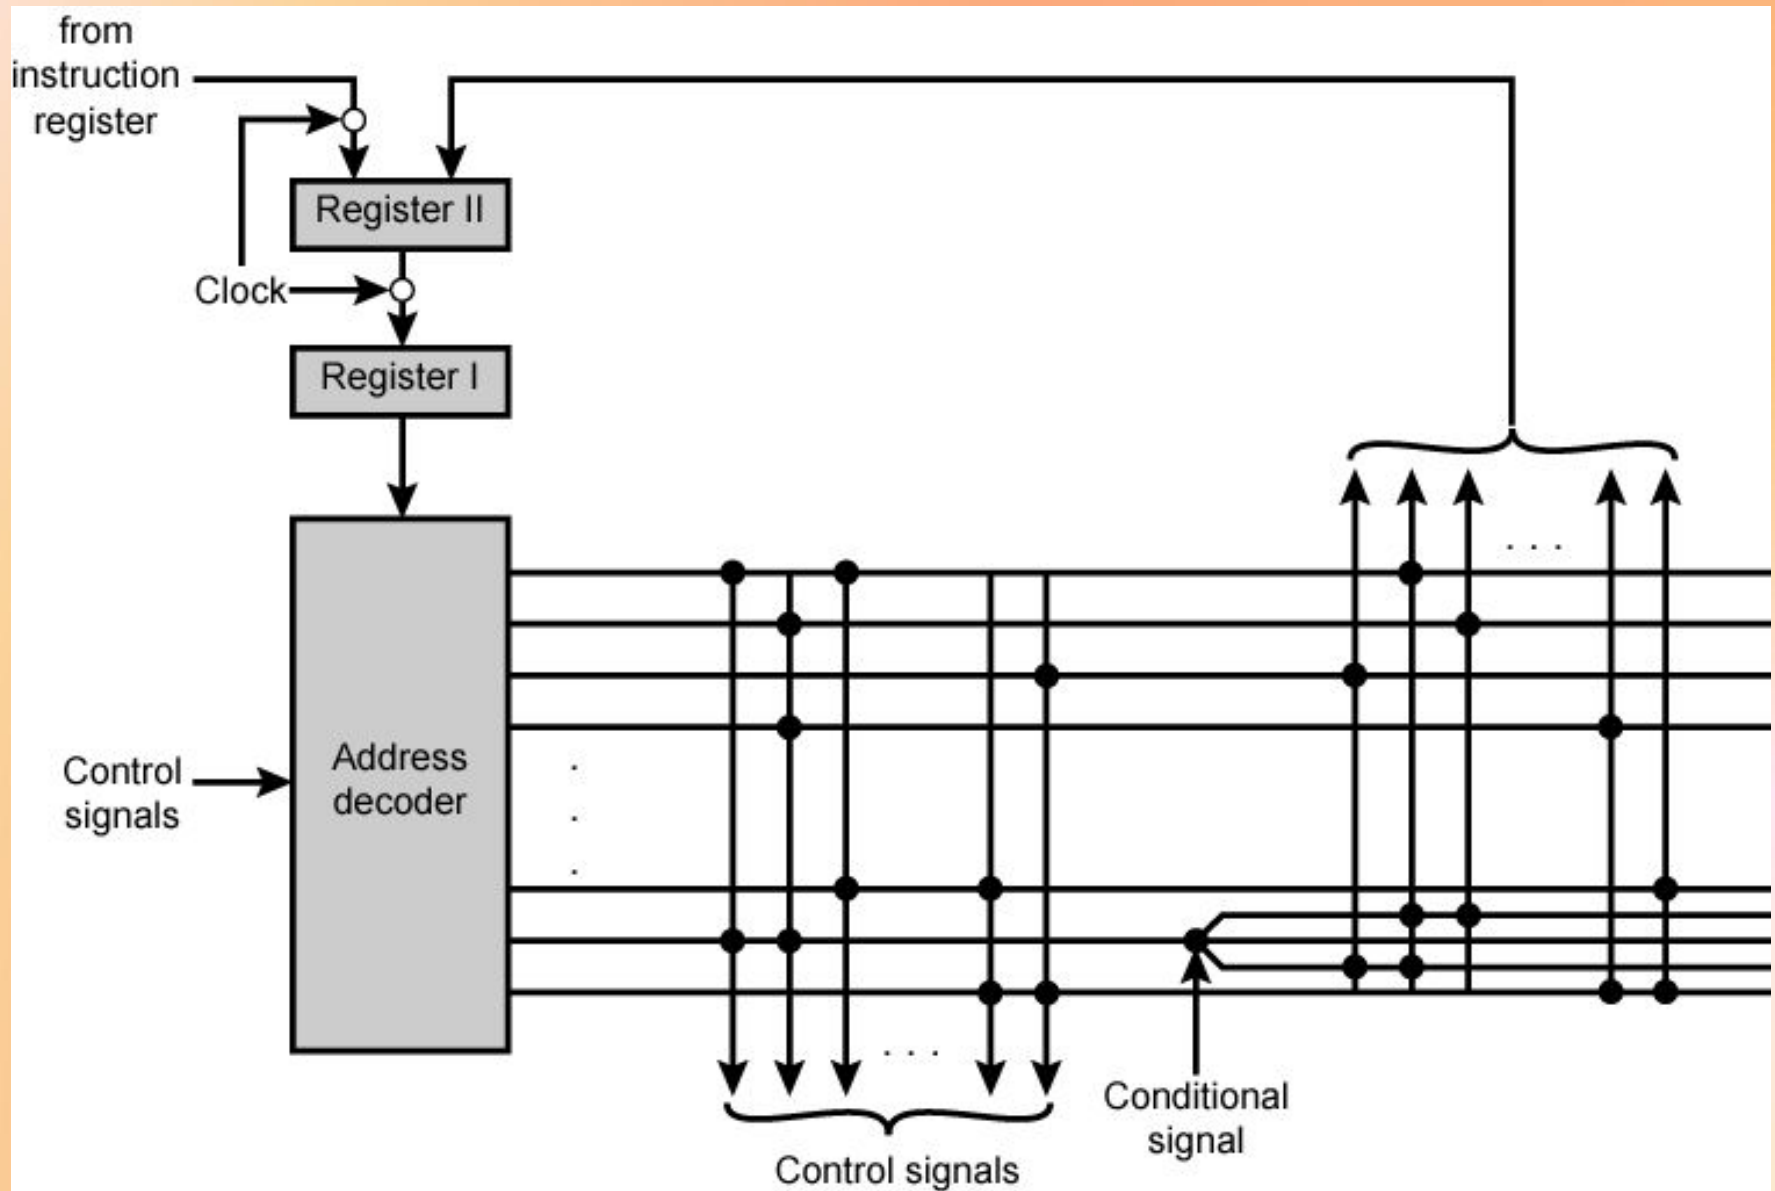 from
instruction
register
Register II
Clock
Register I
. . .
Control
signals
Address
decoder
.
.
.
. . .
Conditional
signal
Control signals